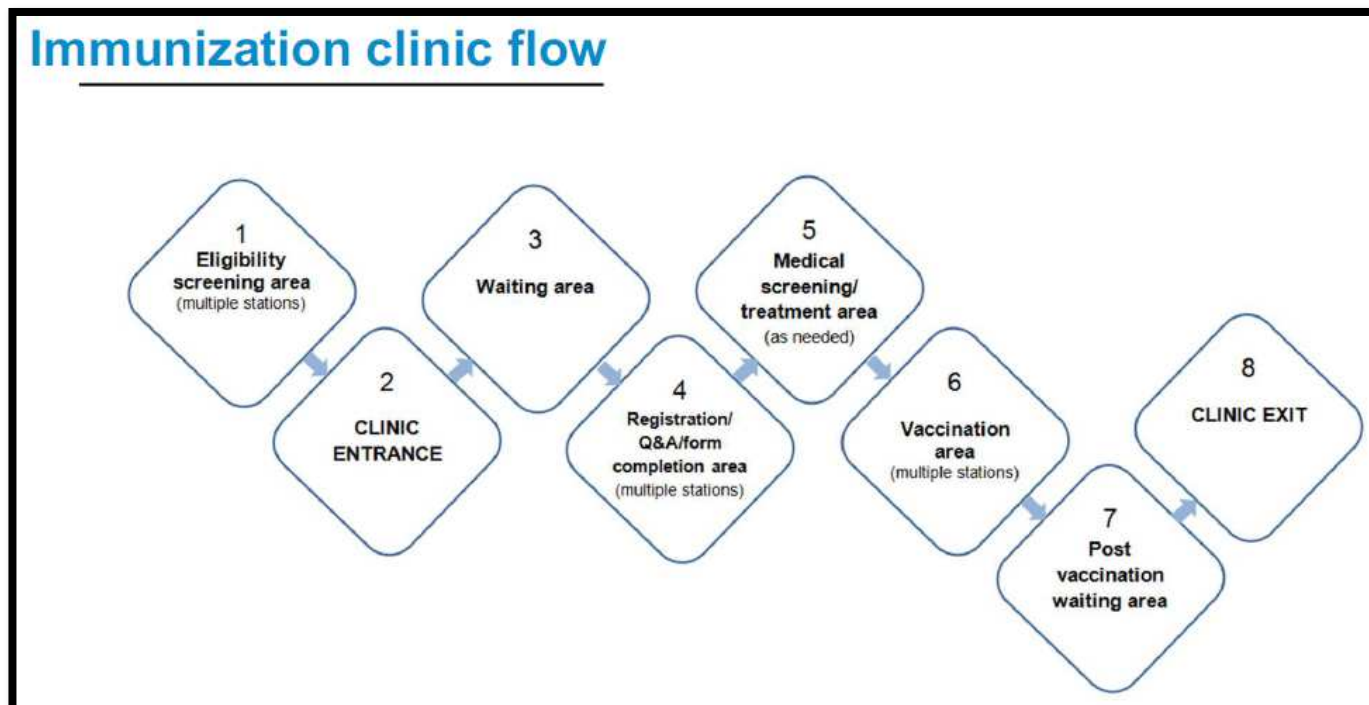 Immunization clinic flow
1
Eligibility
screening area
(multiple stations)
2
CLINIC
ENTRANCE
3
Waiting area
4
Registration/
Q&A/form
completion area
(multiple stations)
5
Medical
screening/
treatment area
(as needed)
6
Vaccination
area
(multiple stations)
7
Post
vaccination
waiting area
8
CLINIC EXIT